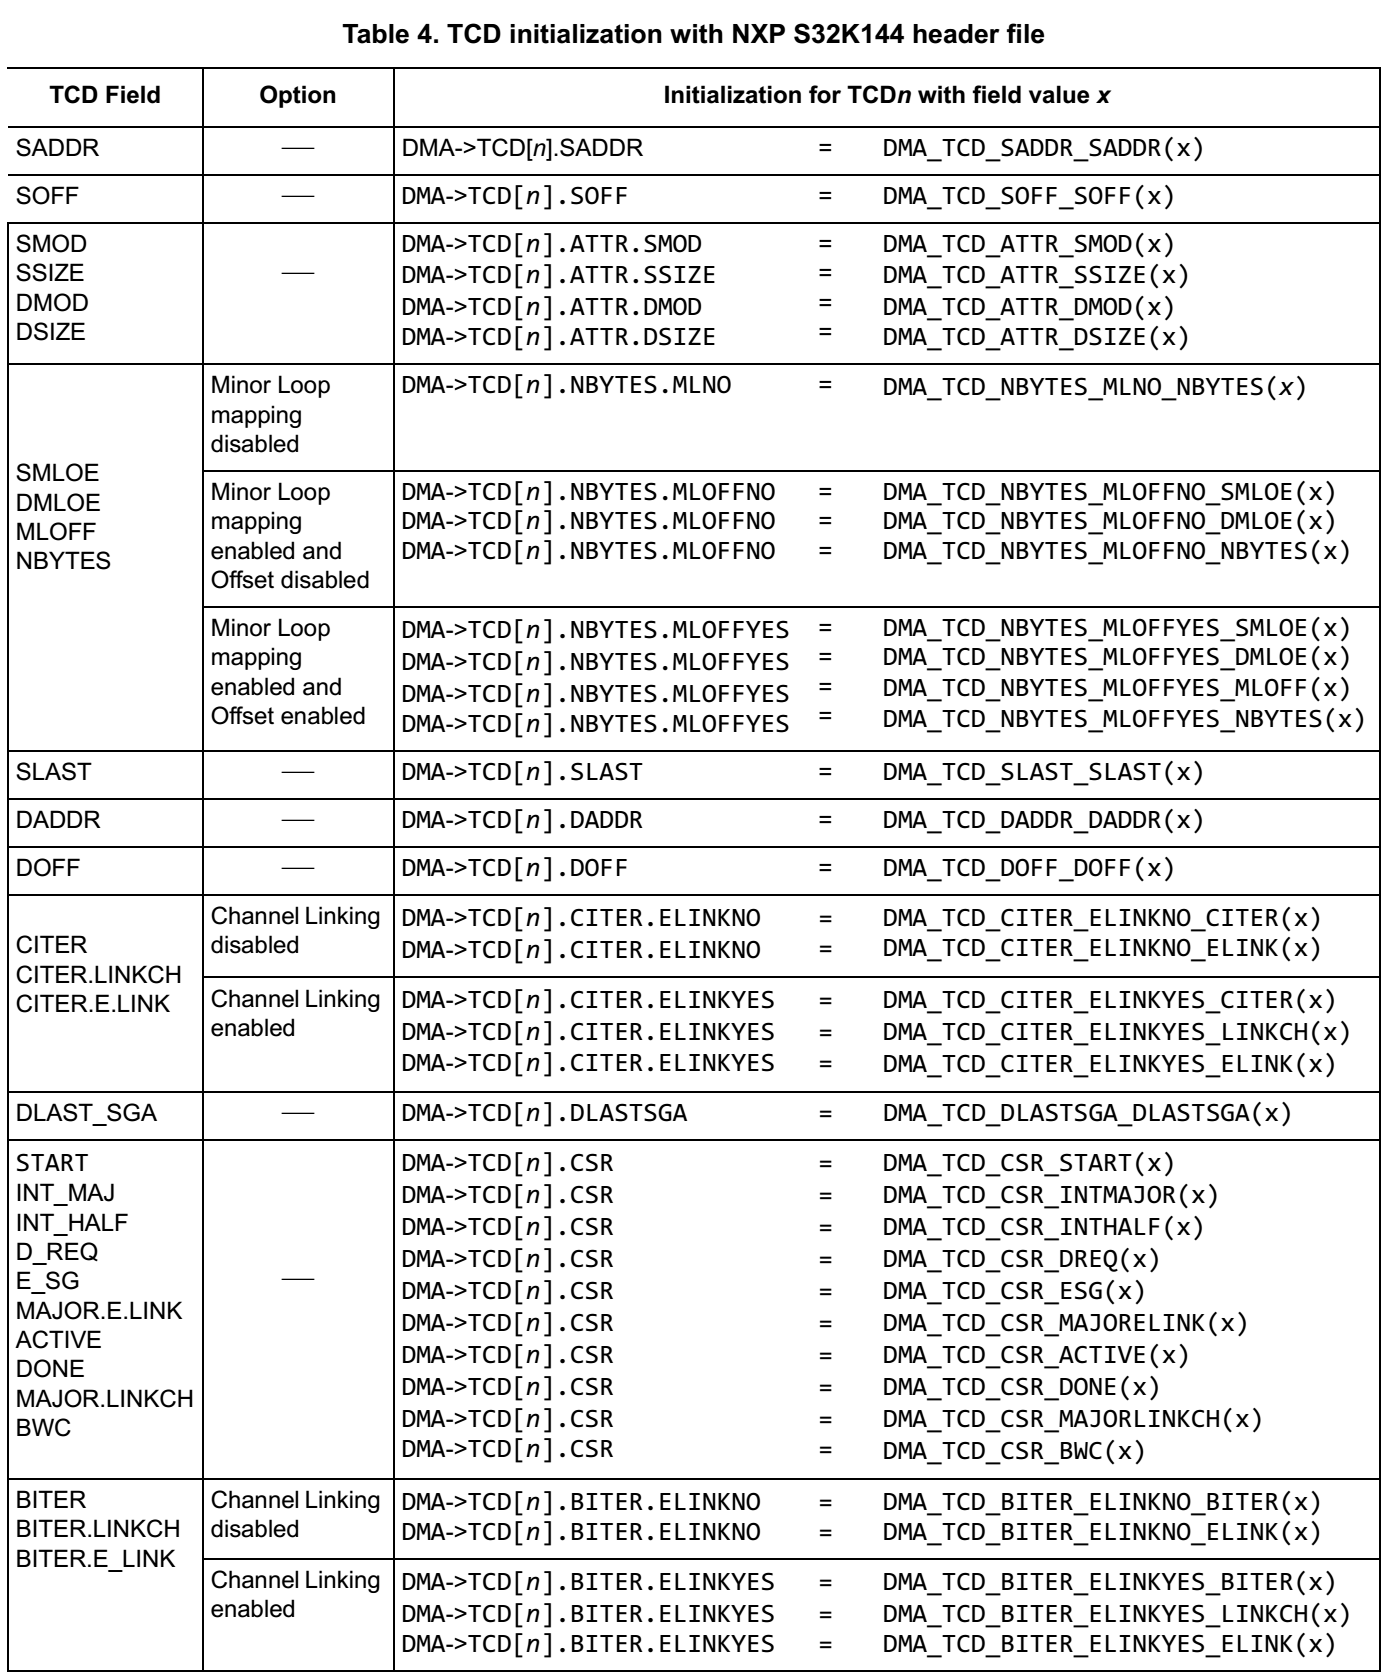 Table 4. TCD initialization with NXP S32K144 header file
TCD Field Option Initialization for TCDn with field value x
SADDR — DMA->TCD[n].SADDR = DMA_TCD_SADDR_SADDR(x)
SOFF — DMA->TCD[n].SOFF = DMA_TCD_SOFF_SOFF(x)
SMOD
SSIZE
DMOD
DSIZE
—
DMA->TCD[n].ATTR.SMOD = DMA_TCD_ATTR_SMOD(x)
DMA->TCD[n].ATTR.SSIZE = DMA_TCD_ATTR_SSIZE(x)
DMA->TCD[n].ATTR.DMOD = DMA_TCD_ATTR_DMOD(x)
DMA->TCD[n].ATTR.DSIZE = DMA_TCD_ATTR_DSIZE(x)
SMLOE
DMLOE
MLOFF
NBYTES
Minor Loop
mapping
disabled
DMA->TCD[n].NBYTES.MLNO = DMA_TCD_NBYTES_MLNO_NBYTES(x)
Minor Loop
mapping
enabled and
Offset disabled
DMA->TCD[n].NBYTES.MLOFFNO = DMA_TCD_NBYTES_MLOFFNO_SMLOE(x)
DMA->TCD[n].NBYTES.MLOFFNO = DMA_TCD_NBYTES_MLOFFNO_DMLOE(x)
DMA->TCD[n].NBYTES.MLOFFNO = DMA_TCD_NBYTES_MLOFFNO_NBYTES(x)
Minor Loop
mapping
enabled and
Offset enabled
DMA->TCD[n].NBYTES.MLOFFYES = DMA_TCD_NBYTES_MLOFFYES_SMLOE(x)
DMA->TCD[n].NBYTES.MLOFFYES = DMA_TCD_NBYTES_MLOFFYES_DMLOE(x)
DMA->TCD[n].NBYTES.MLOFFYES = DMA_TCD_NBYTES_MLOFFYES_MLOFF(x)
DMA->TCD[n].NBYTES.MLOFFYES = DMA_TCD_NBYTES_MLOFFYES_NBYTES(x)
SLAST — DMA->TCD[n].SLAST = DMA_TCD_SLAST_SLAST(x)
DADDR — DMA->TCD[n].DADDR = DMA_TCD_DADDR_DADDR(x)
DOFF — DMA->TCD[n].DOFF = DMA_TCD_DOFF_DOFF(x)
CITER
CITER.LINKCH
CITER.E.LINK
Channel Linking
disabled
DMA->TCD[n].CITER.ELINKNO = DMA_TCD_CITER_ELINKNO_CITER(x)
DMA->TCD[n].CITER.ELINKNO = DMA_TCD_CITER_ELINKNO_ELINK(x)
Channel Linking
enabled
DMA->TCD[n].CITER.ELINKYES = DMA_TCD_CITER_ELINKYES_CITER(x)
DMA->TCD[n].CITER.ELINKYES = DMA_TCD_CITER_ELINKYES_LINKCH(x)
DMA->TCD[n].CITER.ELINKYES = DMA_TCD_CITER_ELINKYES_ELINK(x)
DLAST_SGA — DMA->TCD[n].DLASTSGA = DMA_TCD_DLASTSGA_DLASTSGA(x)
START
INT_MAJ
INT_HALF
D_REQ
E_SG
MAJOR.E.LINK
ACTIVE
DONE
MAJOR.LINKCH
BWC
—
DMA->TCD[n].CSR = DMA_TCD_CSR_START(x)
DMA->TCD[n].CSR = DMA_TCD_CSR_INTMAJOR(x)
DMA->TCD[n].CSR = DMA_TCD_CSR_INTHALF(x)
DMA->TCD[n].CSR = DMA_TCD_CSR_DREQ(x)
DMA->TCD[n].CSR = DMA_TCD_CSR_ESG(x)
DMA->TCD[n].CSR = DMA_TCD_CSR_MAJORELINK(x)
DMA->TCD[n].CSR = DMA_TCD_CSR_ACTIVE(x)
DMA->TCD[n].CSR = DMA_TCD_CSR_DONE(x)
DMA->TCD[n].CSR = DMA_TCD_CSR_MAJORLINKCH(x)
DMA->TCD[n].CSR = DMA_TCD_CSR_BWC(x)
BITER
BITER.LINKCH
BITER.E_LINK
Channel Linking
disabled
DMA->TCD[n].BITER.ELINKNO = DMA_TCD_BITER_ELINKNO_BITER(x)
DMA->TCD[n].BITER.ELINKNO = DMA_TCD_BITER_ELINKNO_ELINK(x)
Channel Linking
enabled
DMA->TCD[n].BITER.ELINKYES = DMA_TCD_BITER_ELINKYES_BITER(x)
DMA->TCD[n].BITER.ELINKYES = DMA_TCD_BITER_ELINKYES_LINKCH(x)
DMA->TCD[n].BITER.ELINKYES = DMA_TCD_BITER_ELINKYES_ELINK(x)